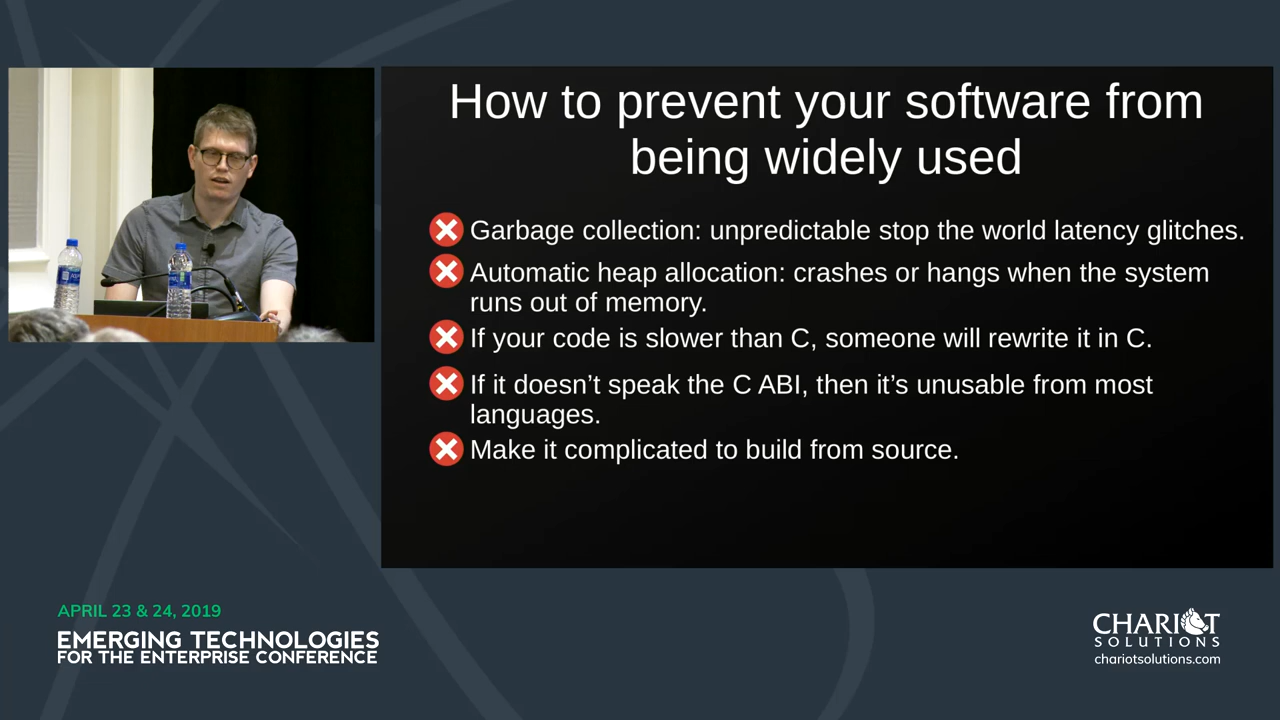 How to prevent your software from
being widely used
Garbage collection: unpredictable stop the world latency glitches.
Automatic heap allocation: crashes or hangs when the system
runs out of memory.
If your code is slower than C, someone will rewrite it in C.
If it doesn’t speak the C ABI, then it’s unusable from most
languages.
Make it complicated to build from source.
APRIL 23 & 24, 2019
EMERGING TECHNOLOGIES
FOR THE ENTERPRISE CONFERENCE
CHARIOT
SOLUTIONS
chariotsolutions.com